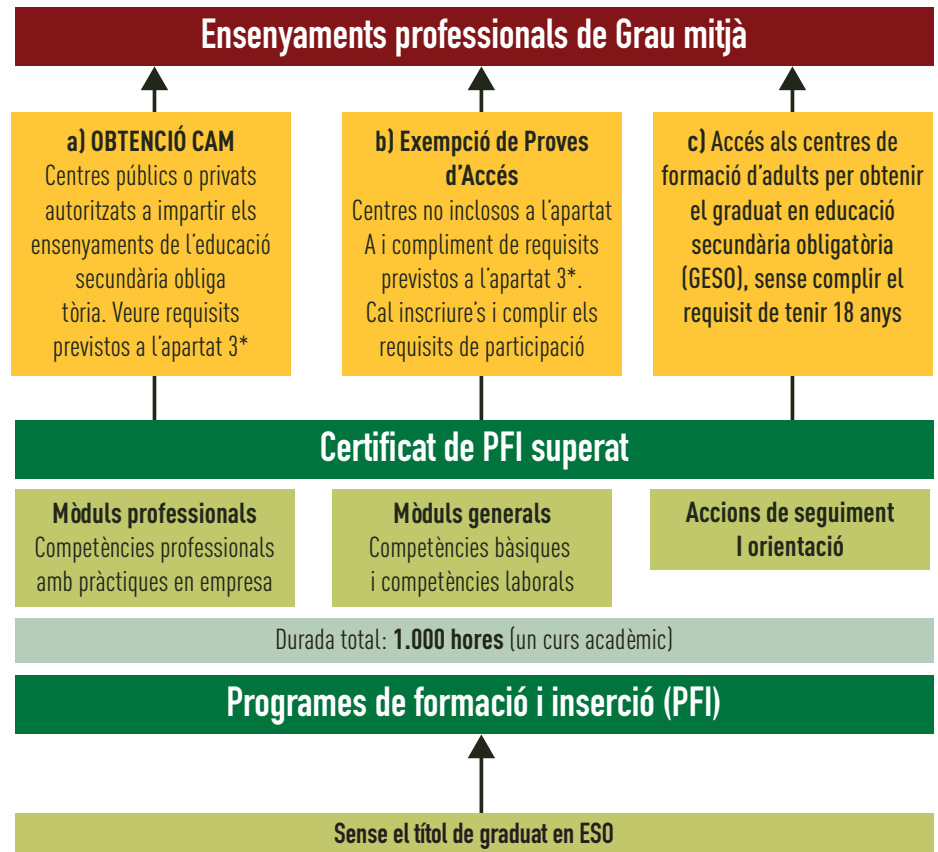 Ensenyaments professionals de Grau mitjà
a) OBTENCIÓ CAM
Centres públics o privats
autoritzats a impartir els
ensenyaments de l'educació
secundària obliga
tòria. Veure requisits
previstos a l'apartat 3*
b) Exempció de Proves
d'Accés
Centres no inclosos a l'apartat
A i compliment de requisits
previstos a l'apartat 3*.
Cal inscriure's i complir els
requisits de participació
c) Accés als centres de
formació d'adults per obtenir
el graduat en educació
secundària obligatòria
(GESO), sense complir el
requisit de tenir 18 anys
Certificat de PFI superat
Mòduls professionals
Competències professionals
amb pràctiques en empresa
Mòduls generals
Competències bàsiques
i competències laborals
Accions de seguiment
I orientació
Durada total: 1.000 hores (un curs acadèmic)
Programes de formació i inserció (PFI)
Sense el títol de graduat en ESO